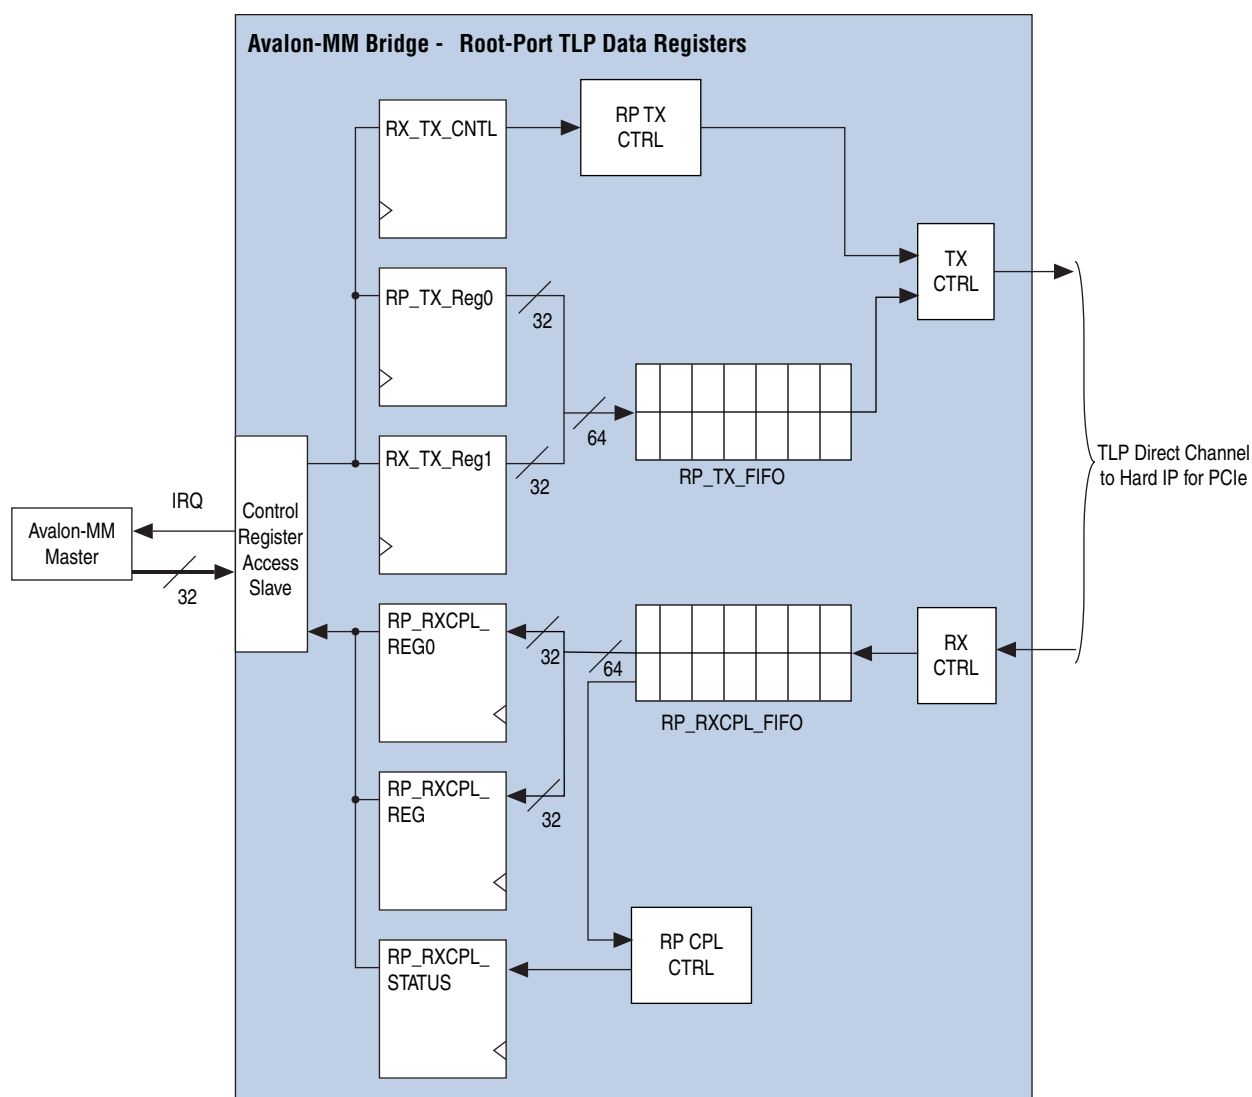 Avalon-MM Bridge - Root-Port TLP Data Registers
RX_TX_CNTL
RP TX
CTRL
RP_TX_Reg0
32
TX
CTRL
64
RX_TX_Reg1
32
RP_TX_FIFO
TLP Direct Channel
to Hard IP for PCIe
IRQ
Avalon-MM
Master
32
Control
Register
Access
Slave
RP_RXCPL_
REG0
32
64
RP_RXCPL_FIFO
RX
CTRL
RP_RXCPL_
REG
32
RP CPL
CTRL
RP_RXCPL_
STATUS